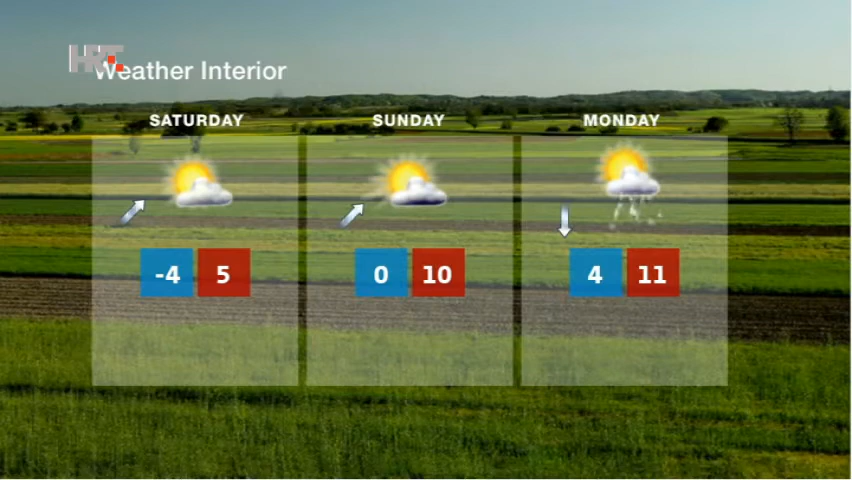 HRT
Weather Interior
SATURDAY SUNDAY MONDAY
-4 5 0 10 4 11